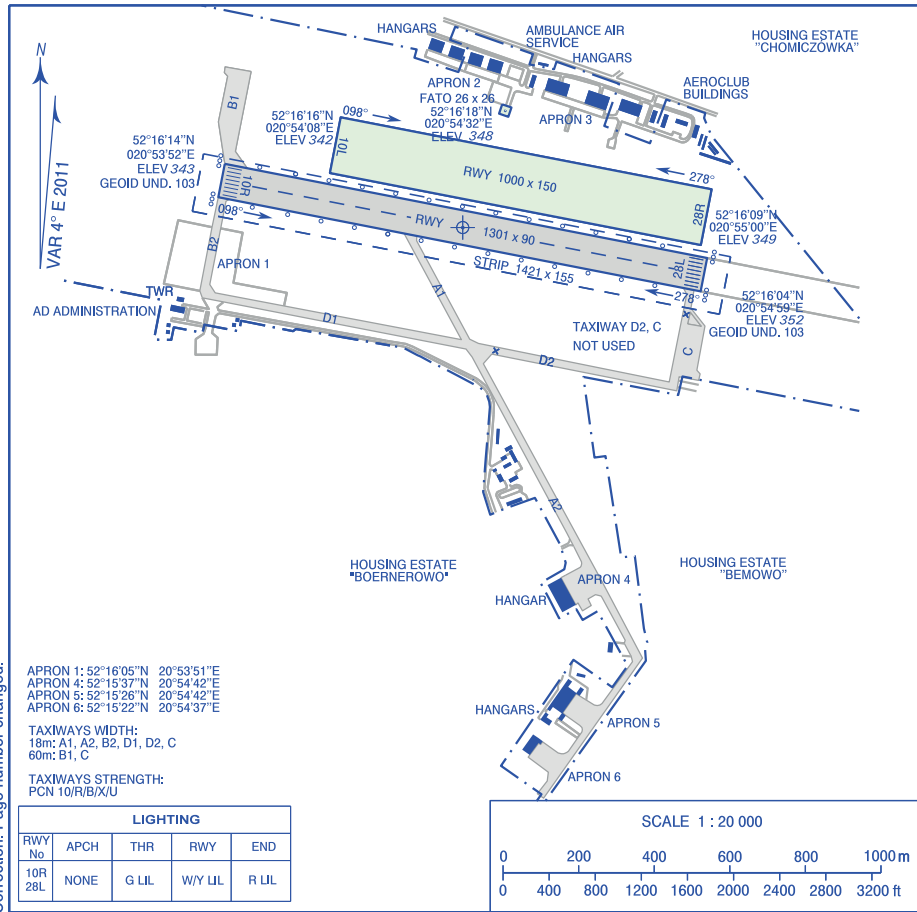 HANGARS
AMBULANCE AIR
SERVICE
HANGARS
HOUSING ESTATE
"CHOMICZÓWKA"
N
VAR 4° E 2011
B1
APRON 2
FATO 26 x 26
52°16'18"N
020°54'32"E
ELEV 348
APRON 3
AEROCLUB
BUILDINGS
52°16'16"N
020°54'08"E
ELEV 342
098°
10L
RWY 1000 x 150
278°
28R
52°16'09"N
020°55'00"E
ELEV 349
52°16'14"N
020°53'52"E
ELEV 343
GEOID UND. 103
10R
098°
RWY 1301 x 90
STRIP 1421 x 155
28L
278°
52°16'04"N
020°54'59"E
ELEV 352
GEOID UND. 103
B2
APRON 1
A1
TWR
AD ADMINISTRATION
D1
TAXIWAY D2, C
NOT USED
x
x
D2
C
A2
HOUSING ESTATE
"BOERNEROWO"
HOUSING ESTATE
"BEMOWO"
APRON 4
HANGAR
HANGARS
APRON 5
APRON 6
Correction: Page number changed.
APRON 1: 52°16'05"N 20°53'51"E
APRON 4: 52°15'37"N 20°54'42"E
APRON 5: 52°15'26"N 20°54'42"E
APRON 6: 52°15'22"N 20°54'37"E
TAXIWAYS WIDTH:
18m: A1, A2, B2, D1, D2, C
60m: B1, C
TAXIWAYS STRENGTH:
PCN 10/R/B/X/U
LIGHTING
RWY No APCH THR RWY END
10R 28L NONE G LIL W/Y LIL R LIL
SCALE 1 : 20 000
0 200 400 600 800 1000 m
0 400 800 1200 1600 2000 2400 2800 3200 ft